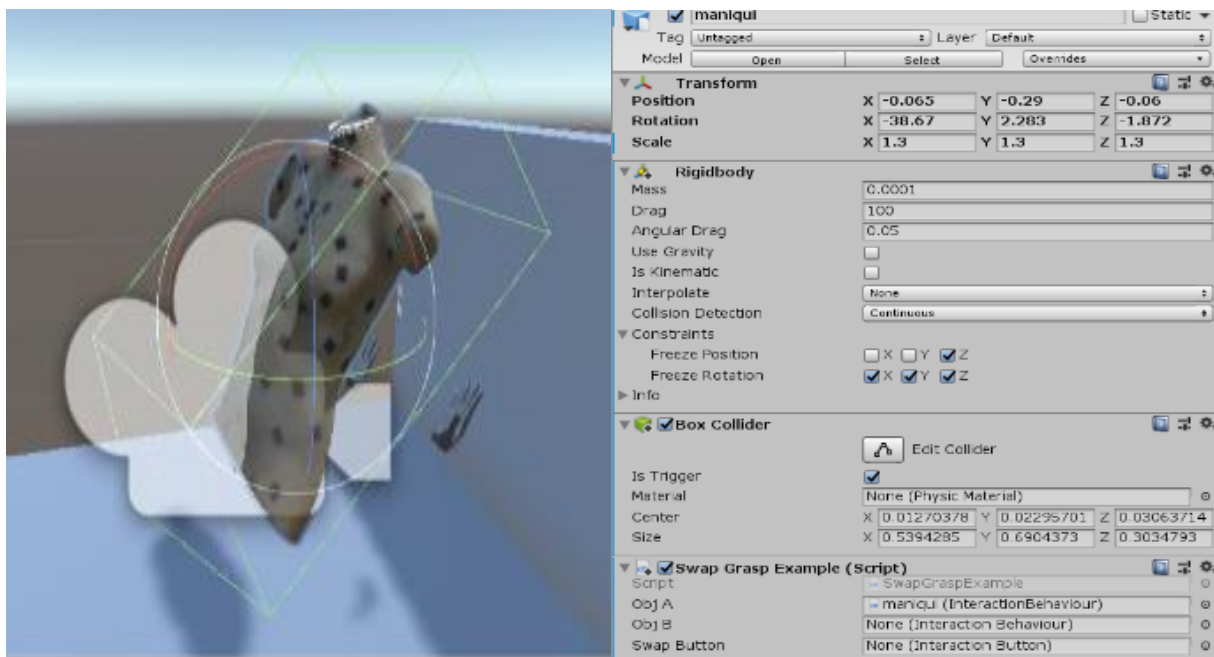 maniqui Static
Tag Untagged Layer Default
Model Open Select Overrides
Transform
Position X -0.065 Y -0.29 Z -0.06
Rotation X -38.67 Y 2.283 Z -1.872
Scale X 1.3 Y 1.3 Z 1.3
Rigidbody
Mass 0.0001
Drag 100
Angular Drag 0.05
Use Gravity
Is Kinematic
Interpolate None
Collision Detection Continuous
Constraints
Freeze Position X Y Z
Freeze Rotation X Y Z
Info
Box Collider
Edit Collider
Is Trigger
Material None (Physic Material)
Center X 0.01270378 Y 0.02295701 Z 0.03063714
Size X 0.5394285 Y 0.6904373 Z 0.3034793
Swap Grasp Example (Script)
Script SwapGraspExample
Obj A maniqui (InteractionBehaviour)
Obj B None (Interaction Behaviour)
Swap Button None (Interaction Button)